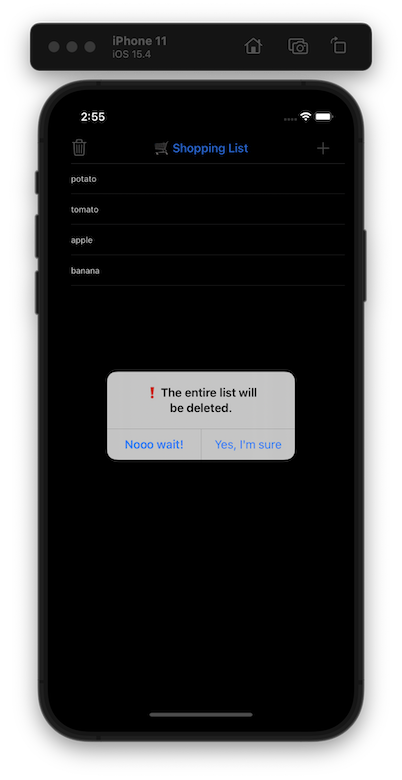 iPhone 11
iOS 15.4
2:55
🛒 Shopping List
potato
tomato
apple
banana
❗ The entire list will
be deleted.
Nooo wait!
Yes, I'm sure